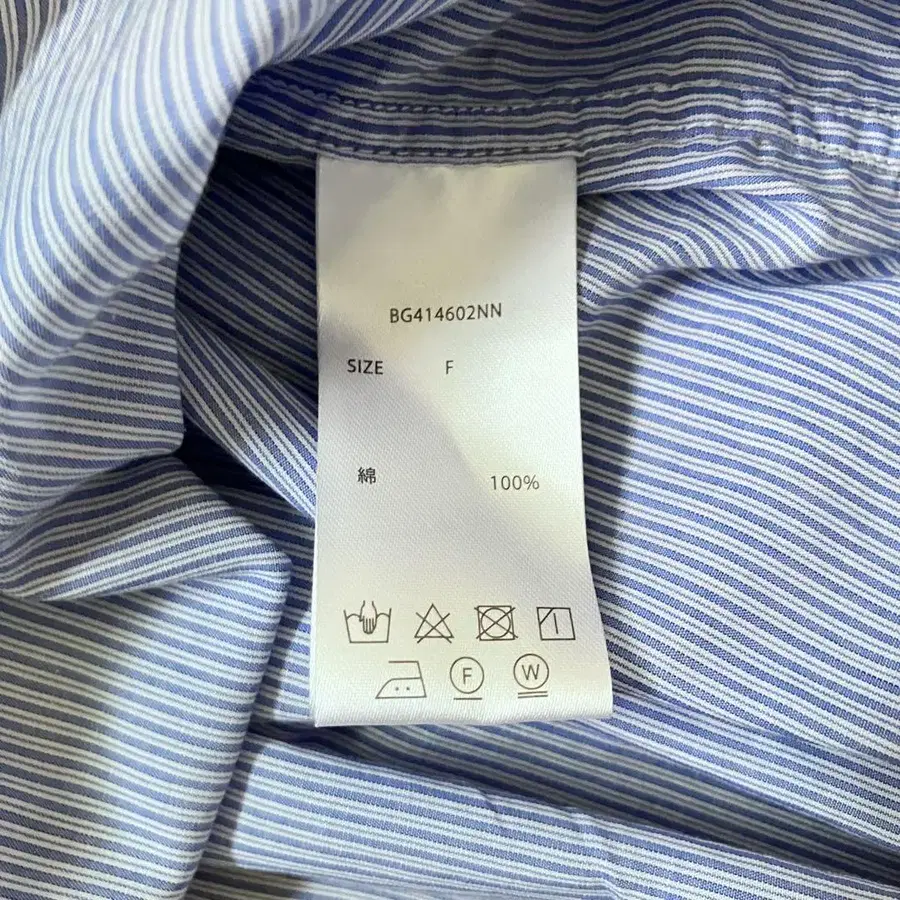 BG414602NN
SIZE F
綿 100%
F W